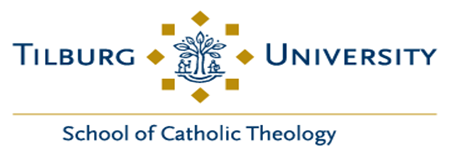 TILBURG UNIVERSITY
School of Catholic Theology